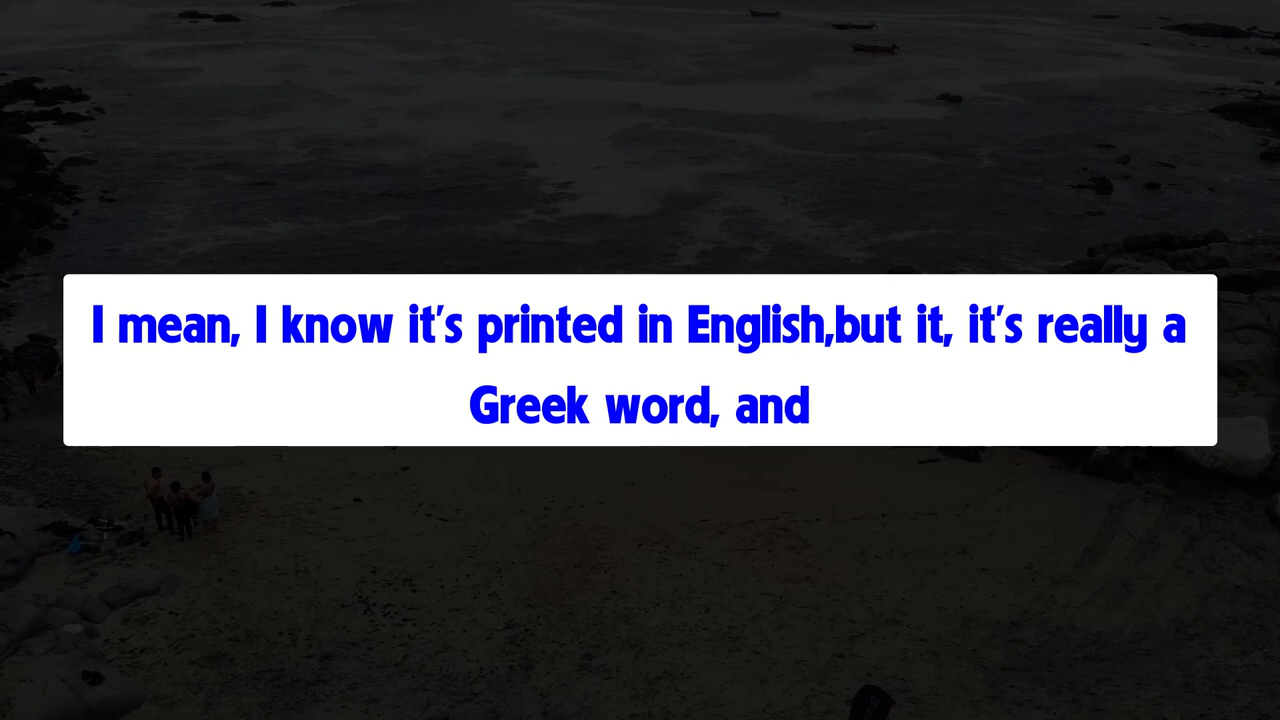 I mean, I know it's printed in English,but it, it's really a
Greek word, and